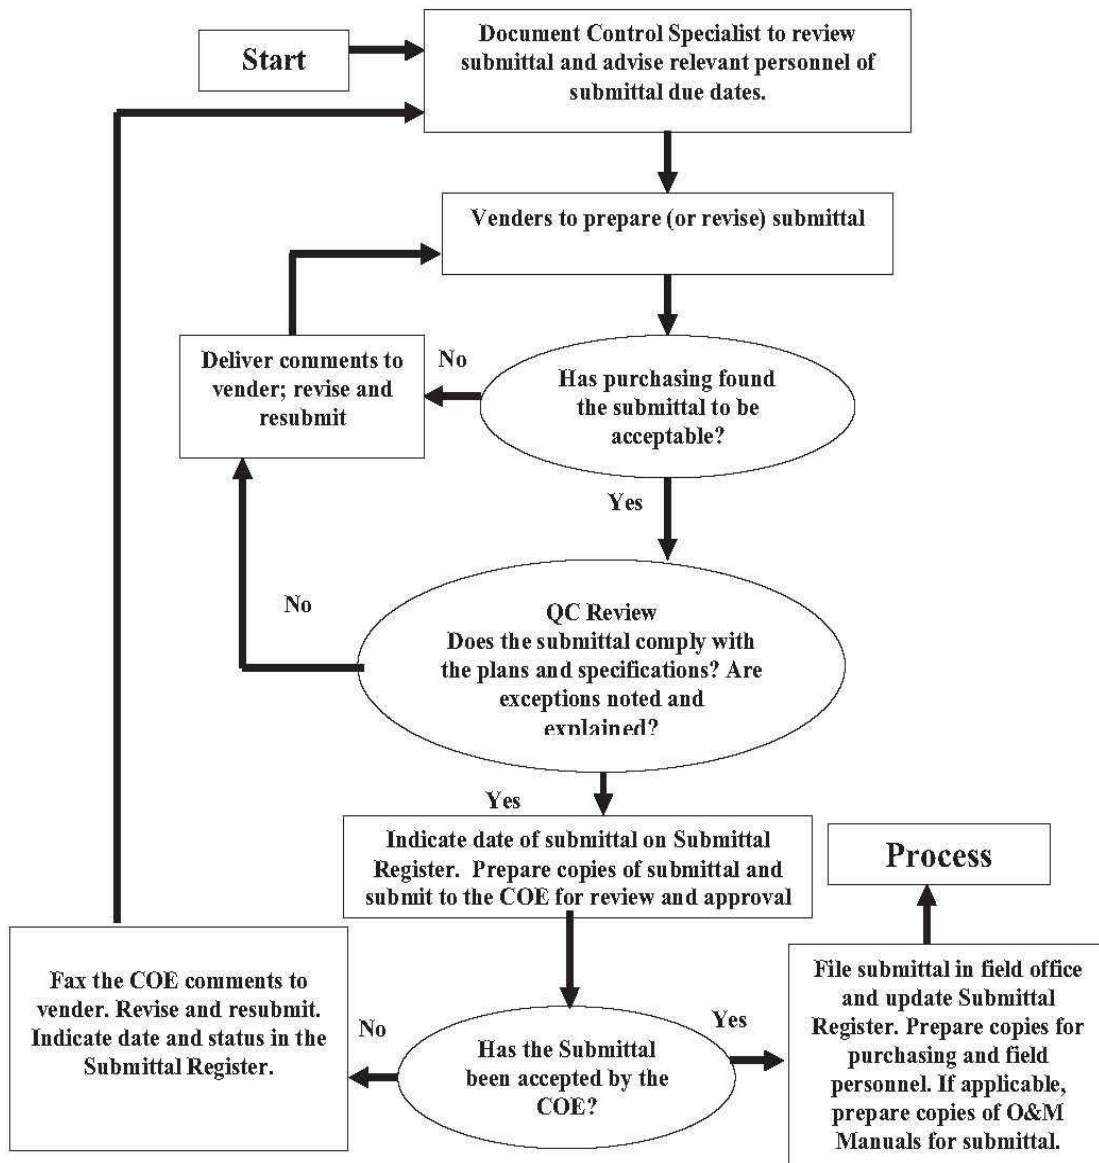 Start
Document Control Specialist to review
submittal and advise relevant personnel of
submittal due dates.
Venders to prepare (or revise) submittal
Deliver comments to
vender; revise and
resubmit
No
Has purchasing found
the submittal to be
acceptable?
Yes
No
QC Review
Does the submittal comply with
the plans and specifications? Are
exceptions noted and
explained?
Yes
Indicate date of submittal on Submittal
Register. Prepare copies of submittal and
submit to the COE for review and approval
Process
Fax the COE comments to
vender. Revise and resubmit.
Indicate date and status in the
Submittal Register.
No
Has the Submittal
been accepted by the
COE?
Yes
File submittal in field office
and update Submittal
Register. Prepare copies for
purchasing and field
personnel. If applicable,
prepare copies of O&M
Manuals for submittal.